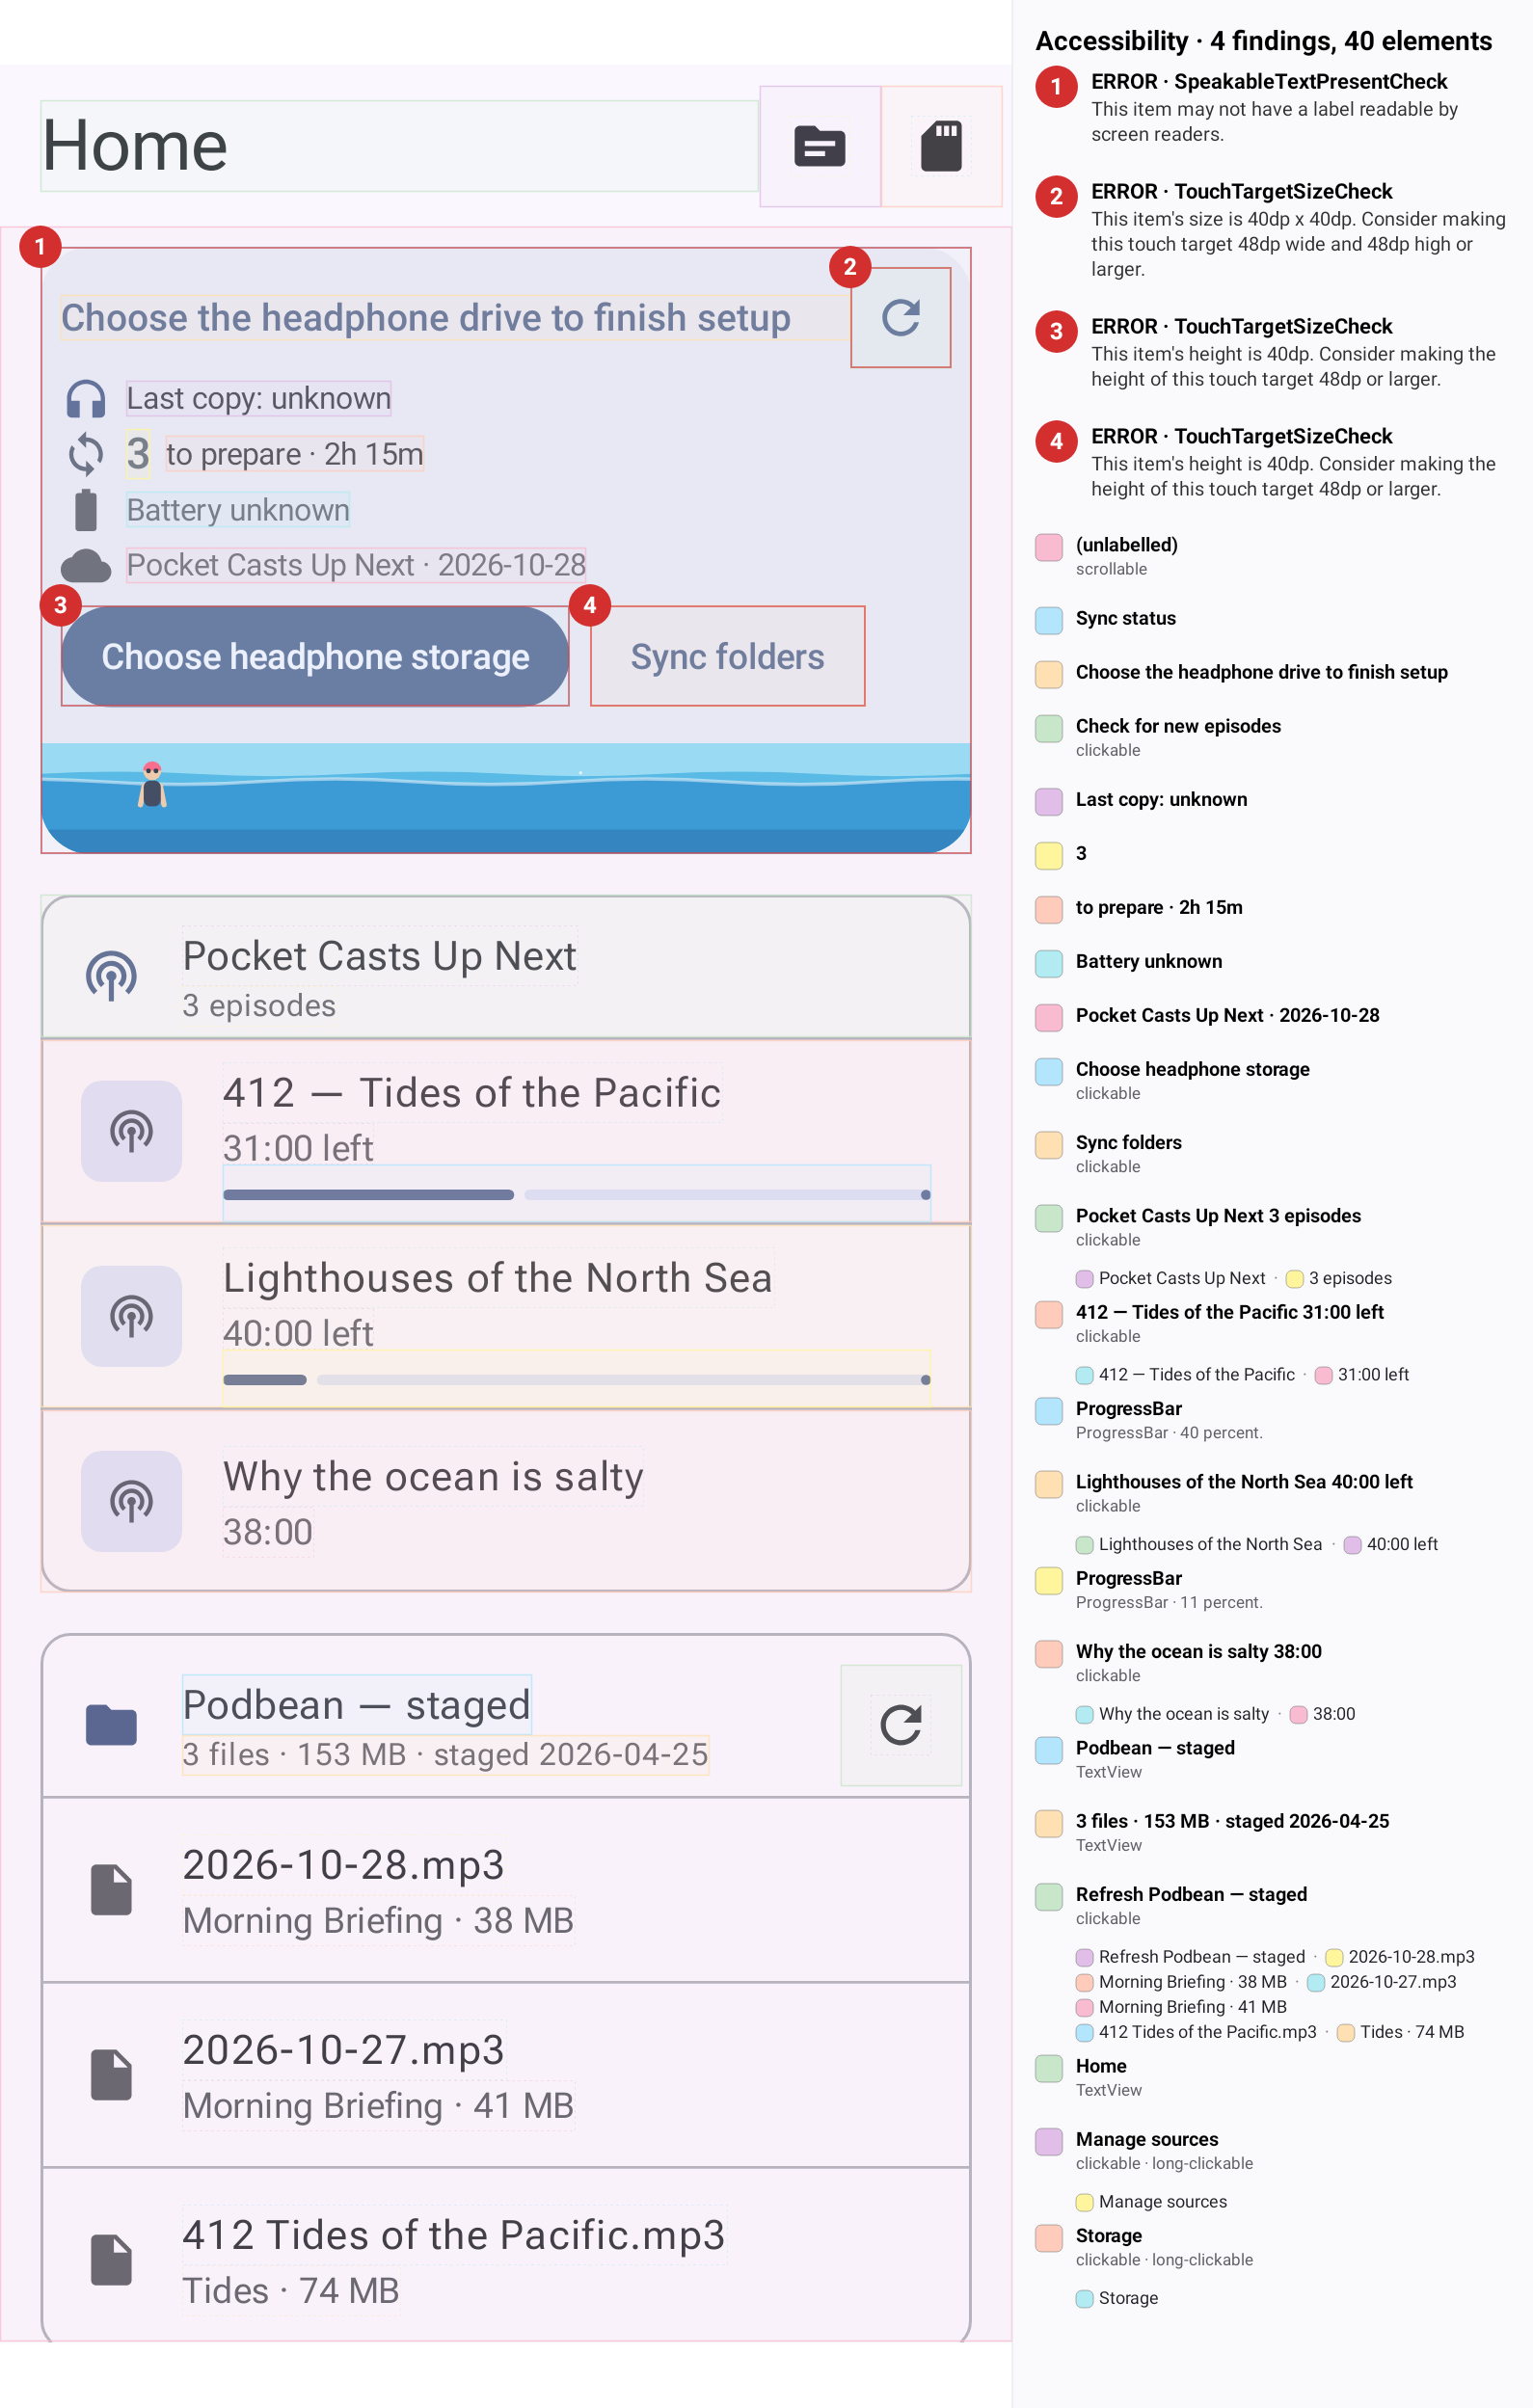 Home
1
2
Choose the headphone drive to finish setup
Last copy: unknown
3 to prepare · 2h 15m
Battery unknown
Pocket Casts Up Next · 2026-10-28
3
4
Choose headphone storage
Sync folders
Pocket Casts Up Next
3 episodes
412 — Tides of the Pacific
31:00 left
Lighthouses of the North Sea
40:00 left
Why the ocean is salty
38:00
Podbean — staged
3 files · 153 MB · staged 2026-04-25
2026-10-28.mp3
Morning Briefing · 38 MB
2026-10-27.mp3
Morning Briefing · 41 MB
412 Tides of the Pacific.mp3
Tides · 74 MB
Accessibility · 4 findings, 40 elements
1
ERROR · SpeakableTextPresentCheck
This item may not have a label readable by
screen readers.
2
ERROR · TouchTargetSizeCheck
This item's size is 40dp x 40dp. Consider making
this touch target 48dp wide and 48dp high or
larger.
3
ERROR · TouchTargetSizeCheck
This item's height is 40dp. Consider making the
height of this touch target 48dp or larger.
4
ERROR · TouchTargetSizeCheck
This item's height is 40dp. Consider making the
height of this touch target 48dp or larger.
(unlabelled)
scrollable
Sync status
Choose the headphone drive to finish setup
Check for new episodes
clickable
Last copy: unknown
3
to prepare · 2h 15m
Battery unknown
Pocket Casts Up Next · 2026-10-28
Choose headphone storage
clickable
Sync folders
clickable
Pocket Casts Up Next 3 episodes
clickable
Pocket Casts Up Next · 3 episodes
412 — Tides of the Pacific 31:00 left
clickable
412 — Tides of the Pacific · 31:00 left
ProgressBar
ProgressBar · 40 percent.
Lighthouses of the North Sea 40:00 left
clickable
Lighthouses of the North Sea · 40:00 left
ProgressBar
ProgressBar · 11 percent.
Why the ocean is salty 38:00
clickable
Why the ocean is salty · 38:00
Podbean — staged
TextView
3 files · 153 MB · staged 2026-04-25
TextView
Refresh Podbean — staged
clickable
Refresh Podbean — staged · 2026-10-28.mp3
Morning Briefing · 38 MB · 2026-10-27.mp3
Morning Briefing · 41 MB
412 Tides of the Pacific.mp3 · Tides · 74 MB
Home
TextView
Manage sources
clickable · long-clickable
Manage sources
Storage
clickable · long-clickable
Storage